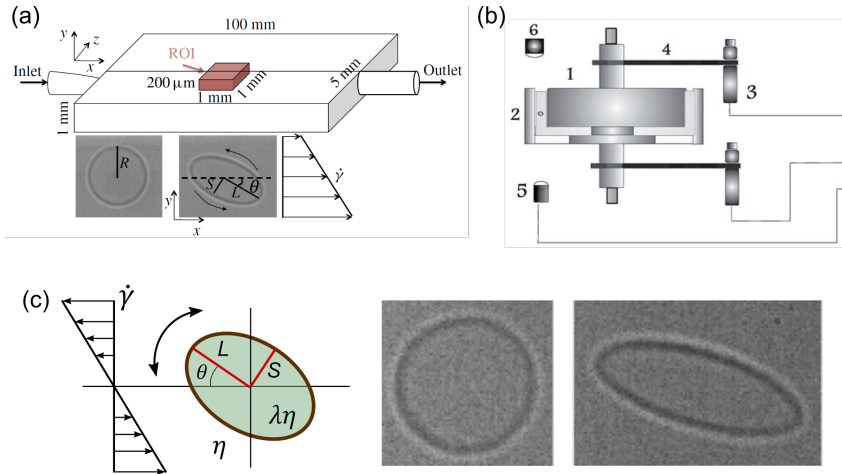 (a)
100 mm
y
z
x
ROI
Inlet
200 μm
1 mm
1 mm
5 mm
Outlet
1 mm
R
S
L
θ
γ̇
y
x
(b)
6
4
1
2
3
5
(c)
γ̇
L
θ
S
λη
η